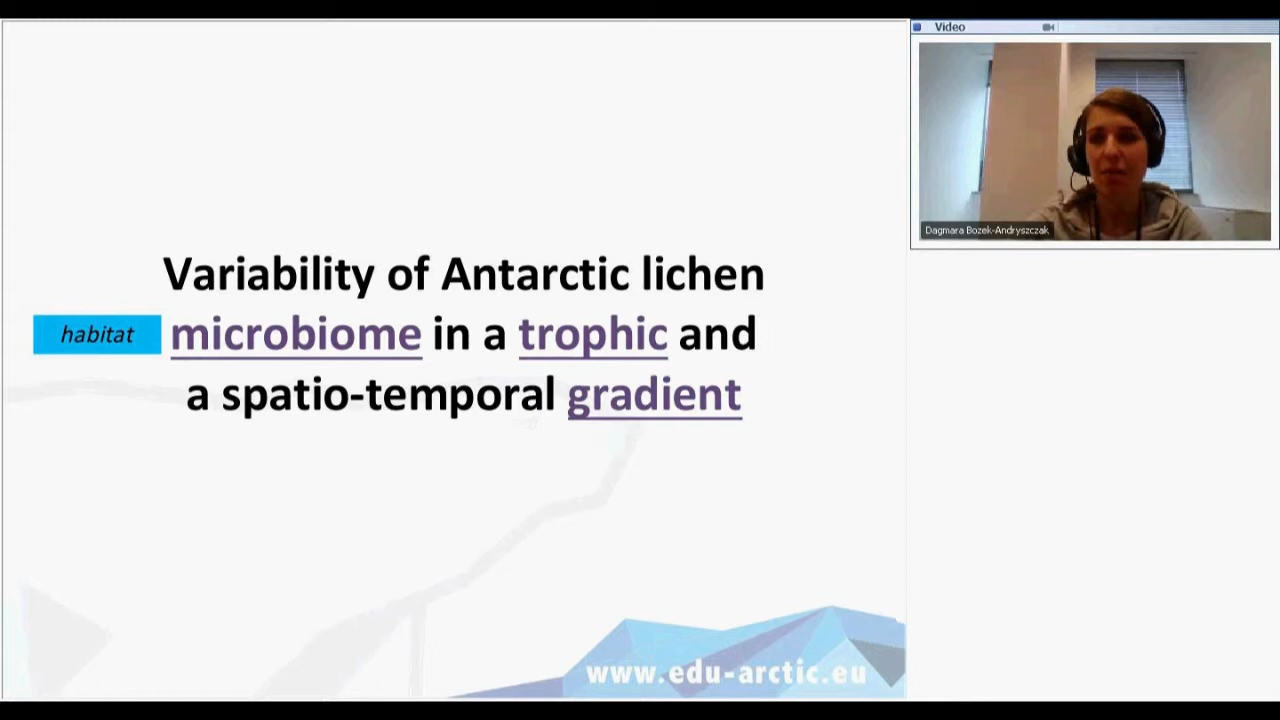 Video
Dagmara Bozek-Andryszczak
Variability of Antarctic lichen
habitat
microbiome in a trophic and
a spatio-temporal gradient
www.edu-arctic.eu